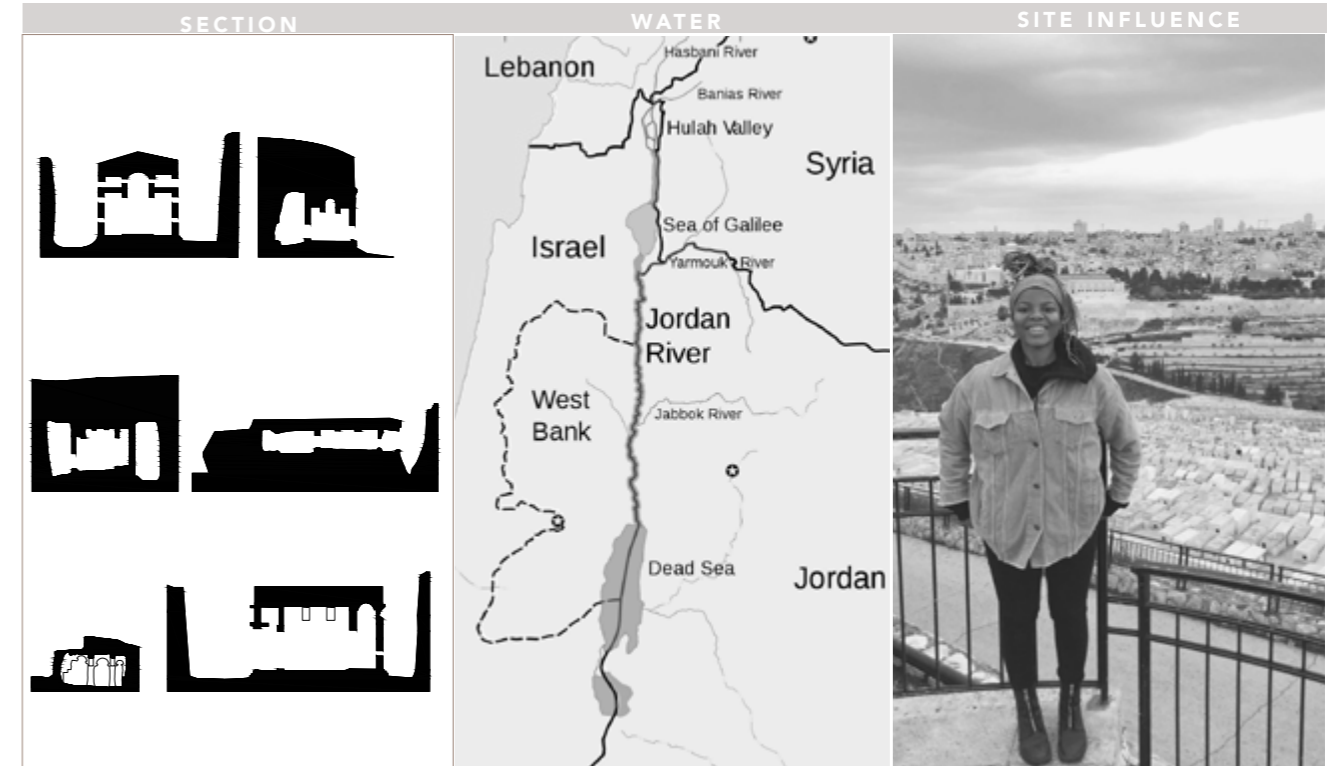 SECTION
WATER
SITE INFLUENCE
Lebanon
Hasbani River
Banias River
Hulah Valley
Syria
Sea of Galilee
Israel
Yarmouk River
Jordan
River
West
Bank
Jabbok River
Dead Sea
Jordan